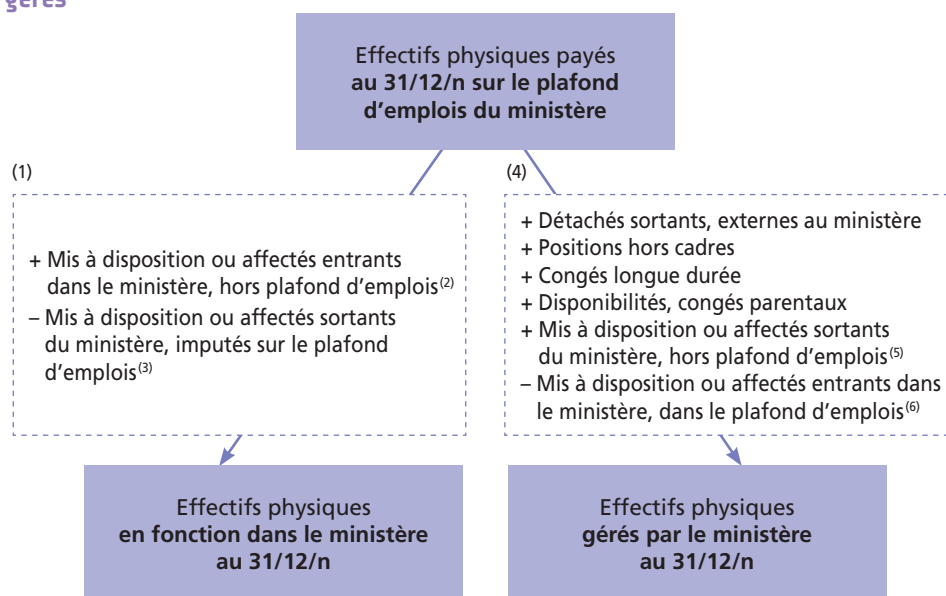 gérés
Effectifs physiques payés
au 31/12/n sur le plafond
d'emplois du ministère
(1)
+ Mis à disposition ou affectés entrants
dans le ministère, hors plafond d'emplois(2)
– Mis à disposition ou affectés sortants
du ministère, imputés sur le plafond
d'emplois(3)
(4)
+ Détachés sortants, externes au ministère
+ Positions hors cadres
+ Congés longue durée
+ Disponibilités, congés parentaux
+ Mis à disposition ou affectés sortants
du ministère, hors plafond d'emplois(5)
– Mis à disposition ou affectés entrants dans
le ministère, dans le plafond d'emplois(6)
Effectifs physiques
en fonction dans le ministère
au 31/12/n
Effectifs physiques
gérés par le ministère
au 31/12/n